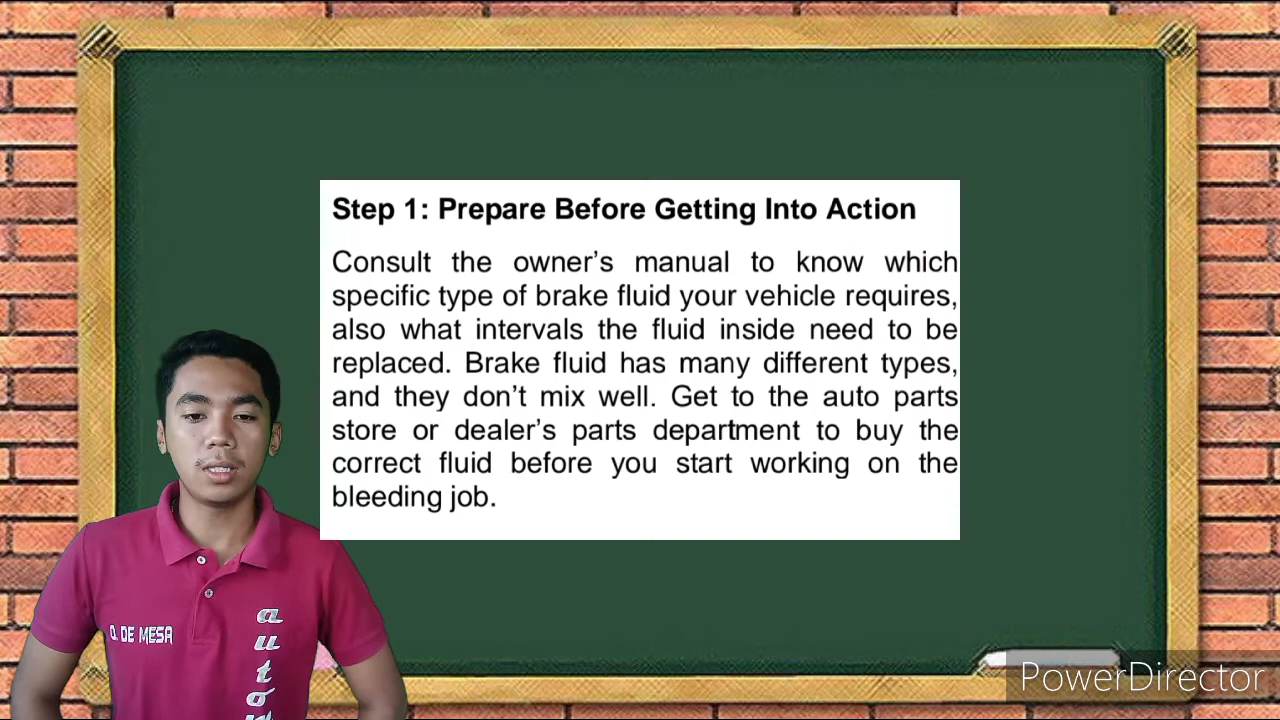 Step 1: Prepare Before Getting Into Action
Consult the owner’s manual to know which
specific type of brake fluid your vehicle requires,
also what intervals the fluid inside need to be
replaced. Brake fluid has many different types,
and they don’t mix well. Get to the auto parts
store or dealer’s parts department to buy the
correct fluid before you start working on the
bleeding job.
DE MESA
PowerDirector